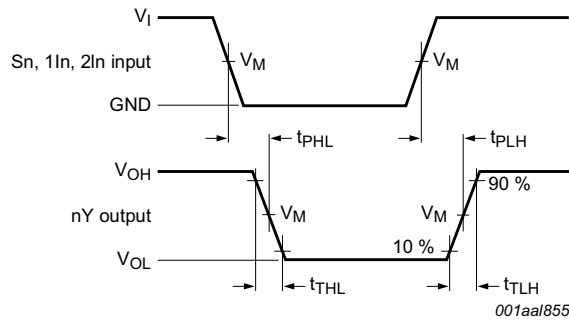 VI
Sn, 1In, 2In input
VM
VM
GND
tPHL
tPLH
VOH
90 %
nY output
VM
VM
10 %
VOL
tTHL
tTLH
001aal855